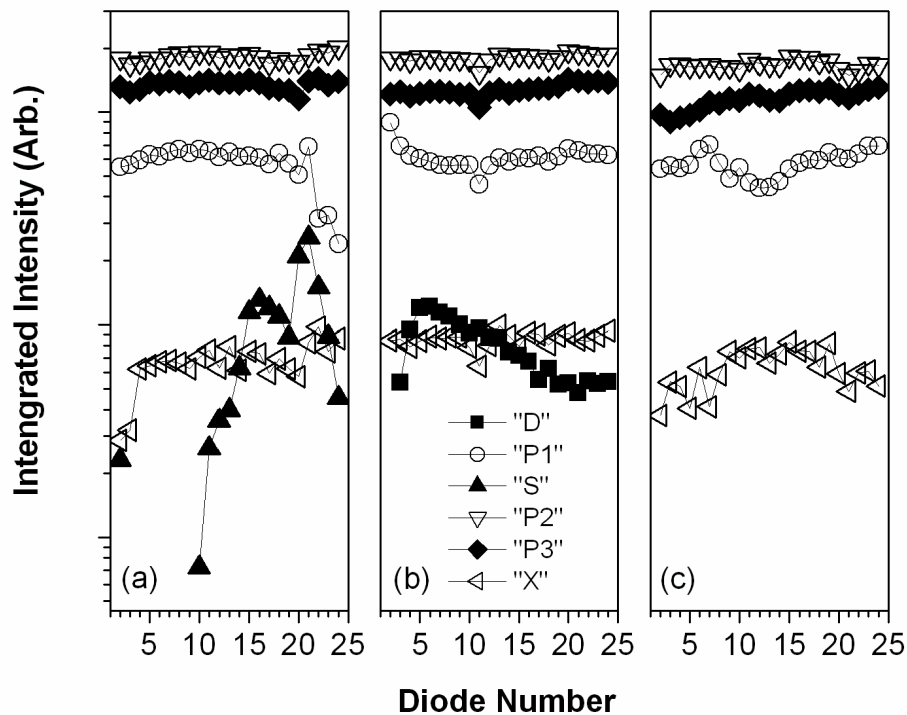 Intengrated Intensity (Arb.)
(a)
(b)
(c)
"D"
"P1"
"S"
"P2"
"P3"
"X"
5 10 15 20 25
5 10 15 20 25
5 10 15 20 25
Diode Number